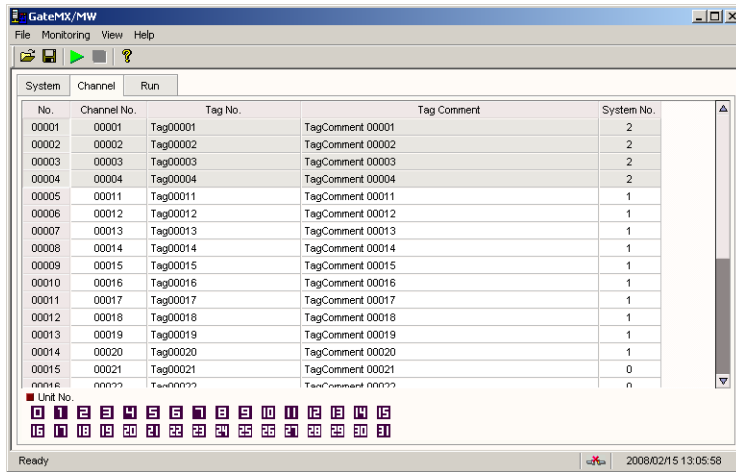 GateMX/MW
File Monitoring View Help
System Channel Run
No. Channel No. Tag No. Tag Comment System No.
00001 00001 Tag00001 TagComment 00001 2
00002 00002 Tag00002 TagComment 00002 2
00003 00003 Tag00003 TagComment 00003 2
00004 00004 Tag00004 TagComment 00004 2
00005 00011 Tag00011 TagComment 00011 1
00006 00012 Tag00012 TagComment 00012 1
00007 00013 Tag00013 TagComment 00013 1
00008 00014 Tag00014 TagComment 00014 1
00009 00015 Tag00015 TagComment 00015 1
00010 00016 Tag00016 TagComment 00016 1
00011 00017 Tag00017 TagComment 00017 1
00012 00018 Tag00018 TagComment 00018 1
00013 00019 Tag00019 TagComment 00019 1
00014 00020 Tag00020 TagComment 00020 1
00015 00021 Tag00021 TagComment 00021 0
00016 00022 Tag00022 TagComment 00022 0
Unit No.
0 1 2 3 4 5 6 7 8 9 10 11 12 13 14 15
16 17 18 19 20 21 22 23 24 25 26 27 28 29 30 31
Ready 2008/02/15 13:05:58